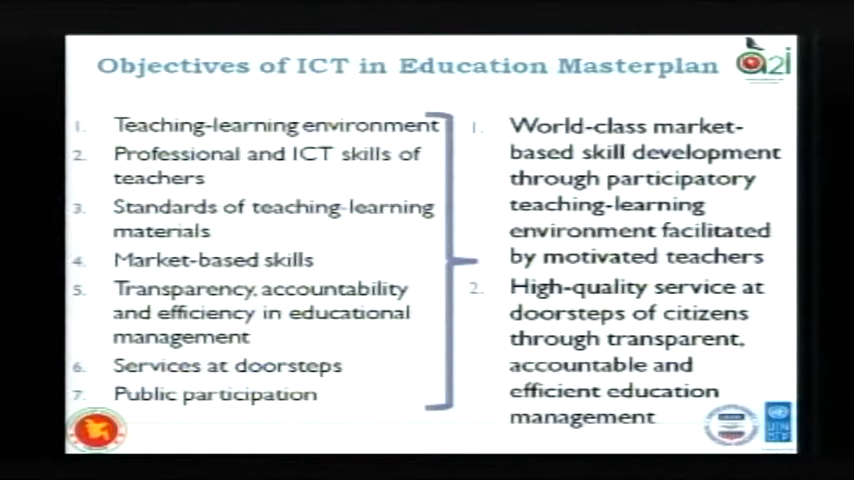 Objectives of ICT in Education Masterplan
a2i
1. Teaching-learning environment
2. Professional and ICT skills of
teachers
3. Standards of teaching-learning
materials
4. Market-based skills
5. Transparency, accountability
and efficiency in educational
management
6. Services at doorsteps
7. Public participation
1. World-class market-
based skill development
through participatory
teaching-learning
environment facilitated
by motivated teachers
2. High-quality service at
doorsteps of citizens
through transparent,
accountable and
efficient education
management
U N
D P